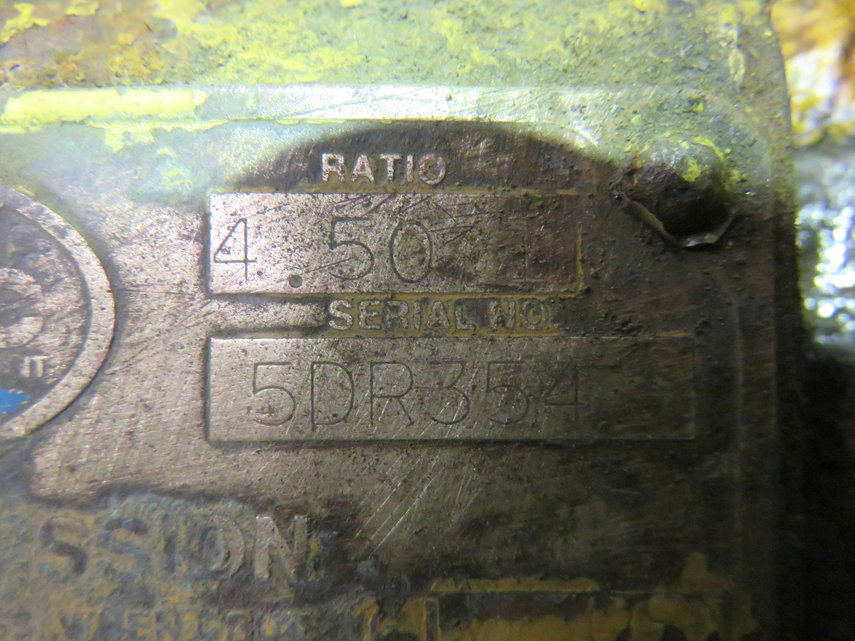 RATIO
4.50
SERIAL NO
5DR354
SSION